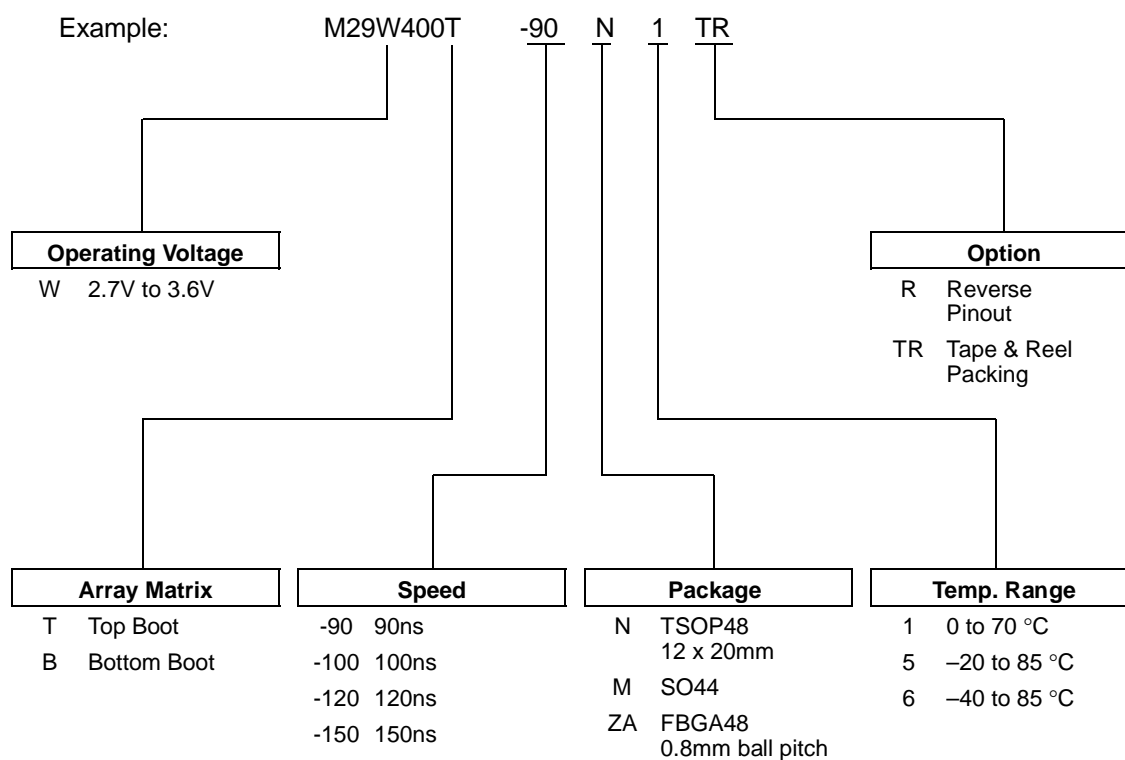 Example: M29W400T -90 N 1 TR
Operating Voltage
W 2.7V to 3.6V
Option
R Reverse
Pinout
TR Tape & Reel
Packing
Array Matrix
T Top Boot
B Bottom Boot
Speed
-90 90ns
-100 100ns
-120 120ns
-150 150ns
Package
N TSOP48
12 x 20mm
M SO44
ZA FBGA48
0.8mm ball pitch
Temp. Range
1 0 to 70 °C
5 –20 to 85 °C
6 –40 to 85 °C